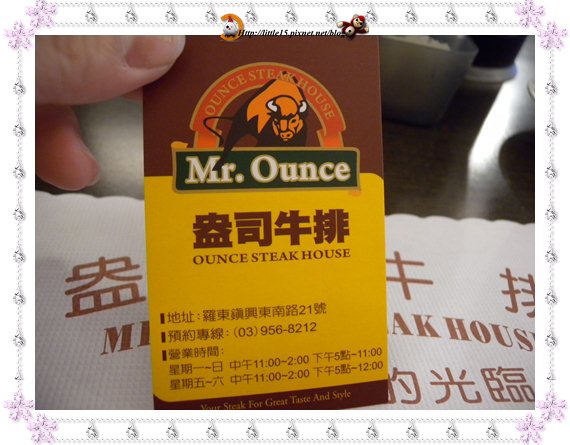 Http://little15.pixnet.net/blog
OUNCE STEAK HOUSE
Mr. Ounce
盎司牛排
OUNCE STEAK HOUSE
地址：羅東鎮興東南路21號
預約專線：(03) 956-8212
營業時間：
星期一~日 中午11:00~2:00 下午5點~11:00
星期五~六 中午11:00~2:00 下午5點~12:00
Your Steak For Great Taste And Style
盎 牛 排
STEAK HOUSE
的光臨